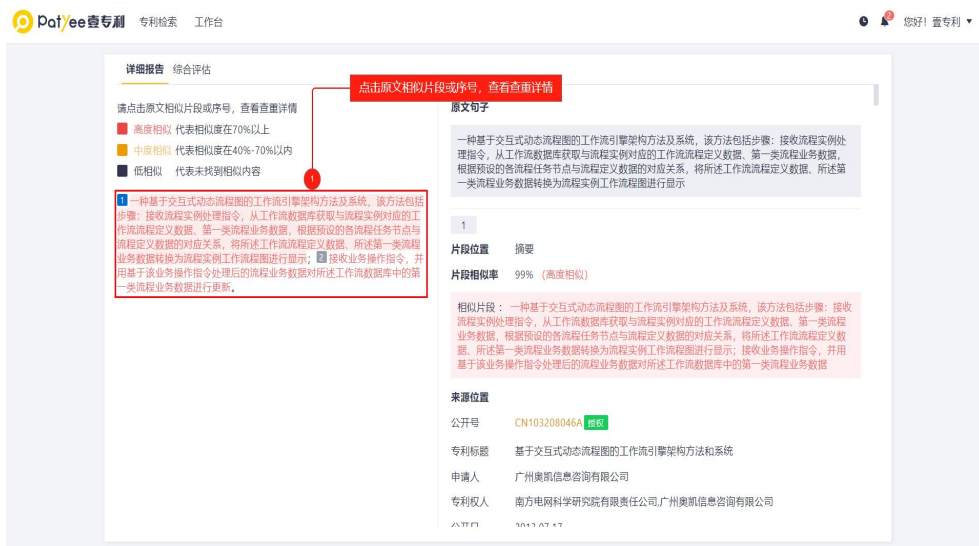 Patyee壹专利 专利检索 工作台 2 您好! 壹专利
详细报告 综合评估
点击原文相似片段或序号, 查看查重详情
请点击原文相似片段或序号, 查看查重详情
高度相似 代表相似度在70%以上
中度相似 代表相似度在40%-70%以内
低相似 代表未找到相似内容
1
1 一种基于交互式动态流程图的工作流引擎架构方法及系统, 该方法包括
步骤: 接收流程实例处理指令, 从工作流数据库获取与流程实例对应的工
作流流程定义数据、第一类流程业务数据, 根据预设的各流程任务节点与
流程定义数据的对应关系, 将所述工作流流程定义数据、所述第一类流程
业务数据转换为流程实例工作流程图进行显示; 2 接收业务操作指令, 并
用基于该业务操作指令处理后的流程业务数据对所述工作流数据库中的第
一类流程业务数据进行更新。
原文句子
一种基于交互式动态流程图的工作流引擎架构方法及系统, 该方法包括步骤: 接收流程实例处
理指令, 从工作流数据库获取与流程实例对应的工作流流程定义数据、第一类流程业务数据,
根据预设的各流程任务节点与流程定义数据的对应关系, 将所述工作流流程定义数据、所述第
一类流程业务数据转换为流程实例工作流程图进行显示
1
片段位置 摘要
片段相似率 99% (高度相似)
相似片段: 一种基于交互式动态流程图的工作流引擎架构方法及系统, 该方法包括步骤: 接收
流程实例处理指令, 从工作流数据库获取与流程实例对应的工作流流程定义数据、第一类流程
业务数据, 根据预设的各流程任务节点与流程定义数据的对应关系, 将所述工作流流程定义数
据、所述第一类流程业务数据转换为流程实例工作流程图进行显示; 接收业务操作指令, 并用
基于该业务操作指令处理后的流程业务数据对所述工作流数据库中的第一类流程业务数据
来源位置
公开号 CN103208046A 授权
专利标题 基于交互式动态流程图的工作流引擎架构方法和系统
申请人 广州奥凯信息咨询有限公司
专利权人 南方电网科学研究院有限责任公司,广州奥凯信息咨询有限公司
公开日 2013-07-17